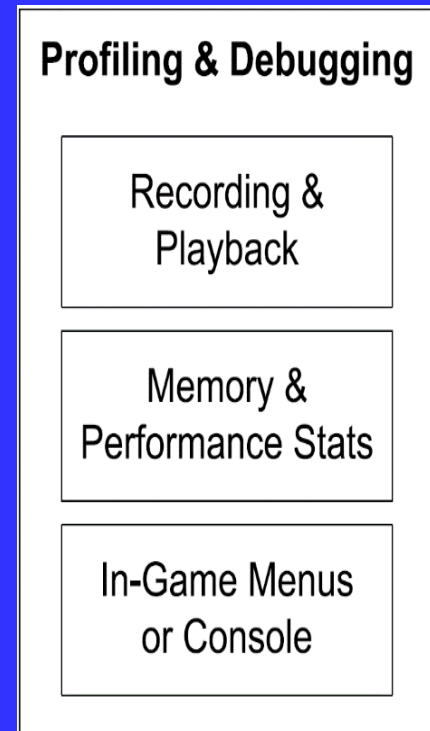 Profiling & Debugging
Recording &
Playback
Memory &
Performance Stats
In-Game Menus
or Console